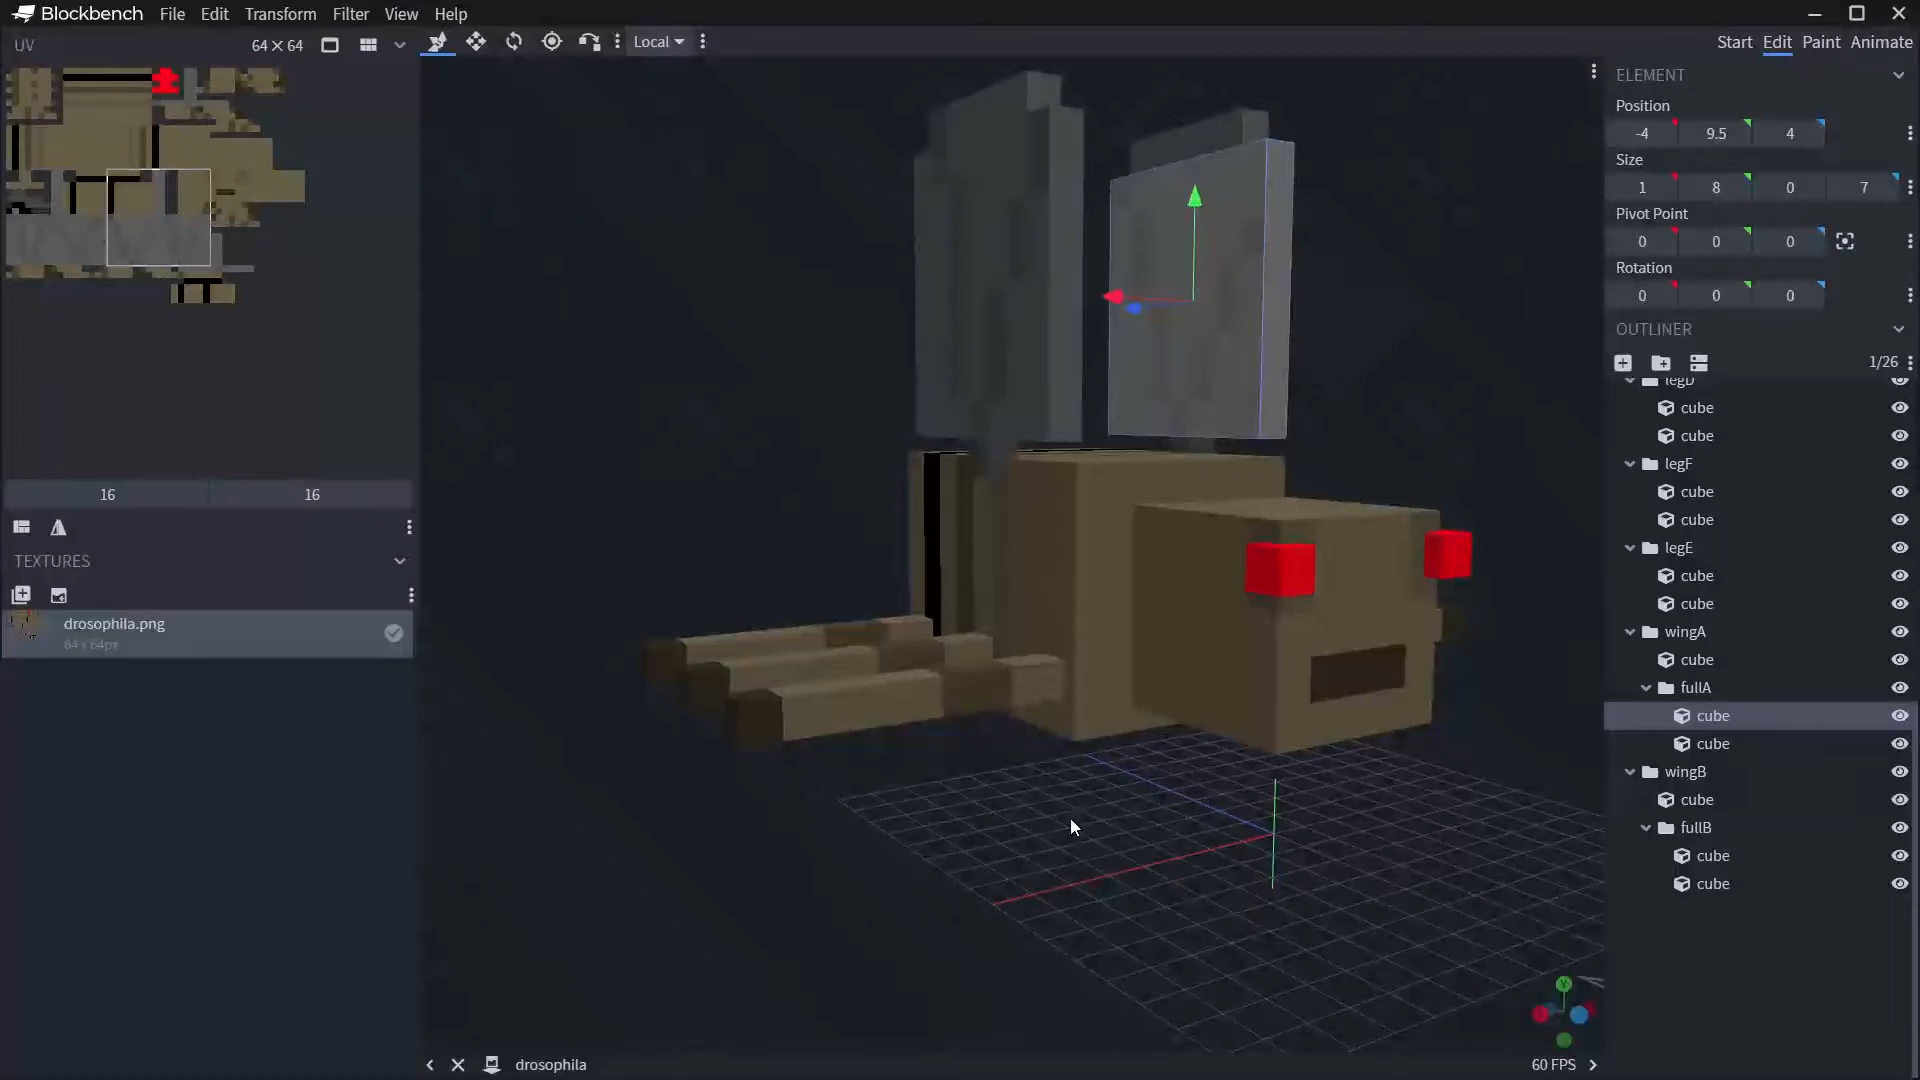 Blockbench File Edit Transform Filter View Help
UV 64×64 Local Start Edit Paint Animate
ELEMENT
Position
-4 9.5 4
Size
1 8 0 7
Pivot Point
0 0 0
Rotation
0 0 0
OUTLINER
1/26
legD
cube
cube
legF
cube
cube
legE
cube
cube
wingA
cube
fullA
cube
cube
wingB
cube
fullB
cube
cube
16 16
TEXTURES
drosophila.png
64 x 64px
Y
drosophila
60 FPS